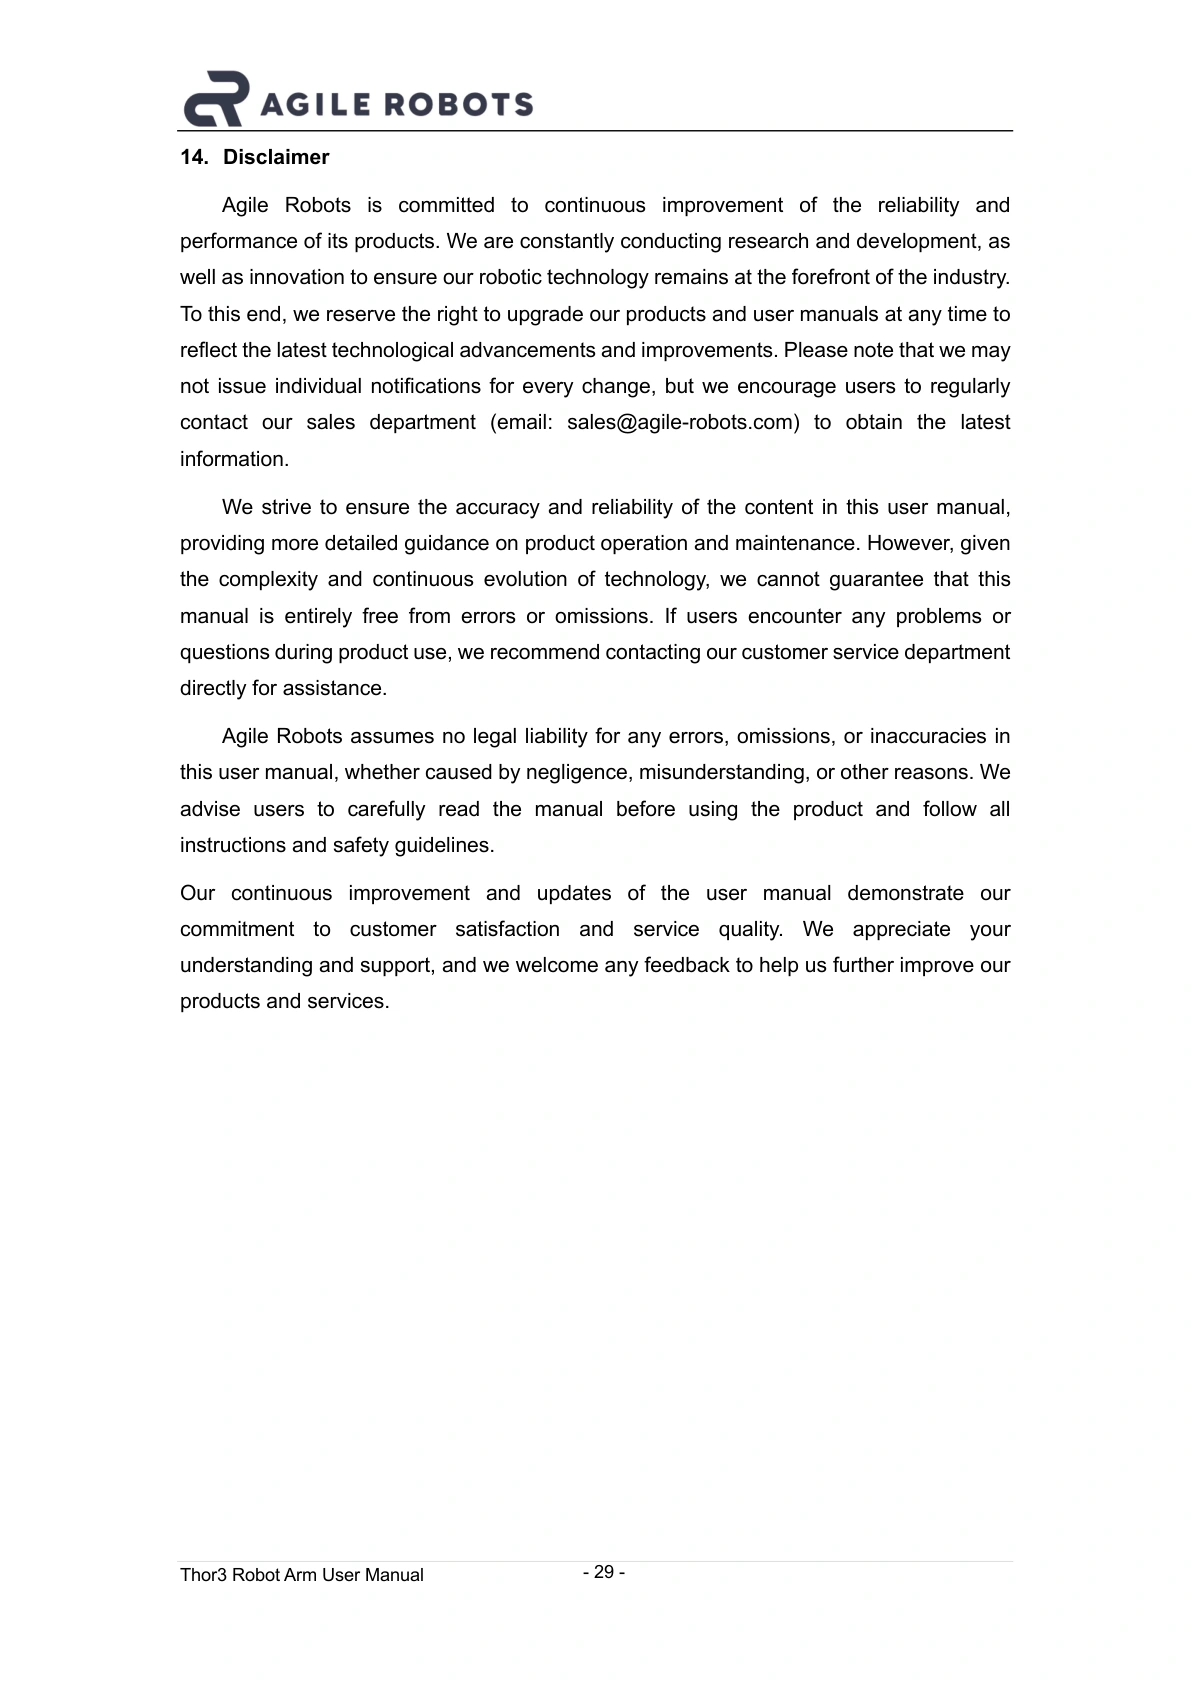 AGILE ROBOTS
14. Disclaimer
Agile Robots is committed to continuous improvement of the reliability and
performance of its products. We are constantly conducting research and development, as
well as innovation to ensure our robotic technology remains at the forefront of the industry.
To this end, we reserve the right to upgrade our products and user manuals at any time to
reflect the latest technological advancements and improvements. Please note that we may
not issue individual notifications for every change, but we encourage users to regularly
contact our sales department (email: sales@agile-robots.com) to obtain the latest
information.
We strive to ensure the accuracy and reliability of the content in this user manual,
providing more detailed guidance on product operation and maintenance. However, given
the complexity and continuous evolution of technology, we cannot guarantee that this
manual is entirely free from errors or omissions. If users encounter any problems or
questions during product use, we recommend contacting our customer service department
directly for assistance.
Agile Robots assumes no legal liability for any errors, omissions, or inaccuracies in
this user manual, whether caused by negligence, misunderstanding, or other reasons. We
advise users to carefully read the manual before using the product and follow all
instructions and safety guidelines.
Our continuous improvement and updates of the user manual demonstrate our
commitment to customer satisfaction and service quality. We appreciate your
understanding and support, and we welcome any feedback to help us further improve our
products and services.
Thor3 Robot Arm User Manual
- 29 -